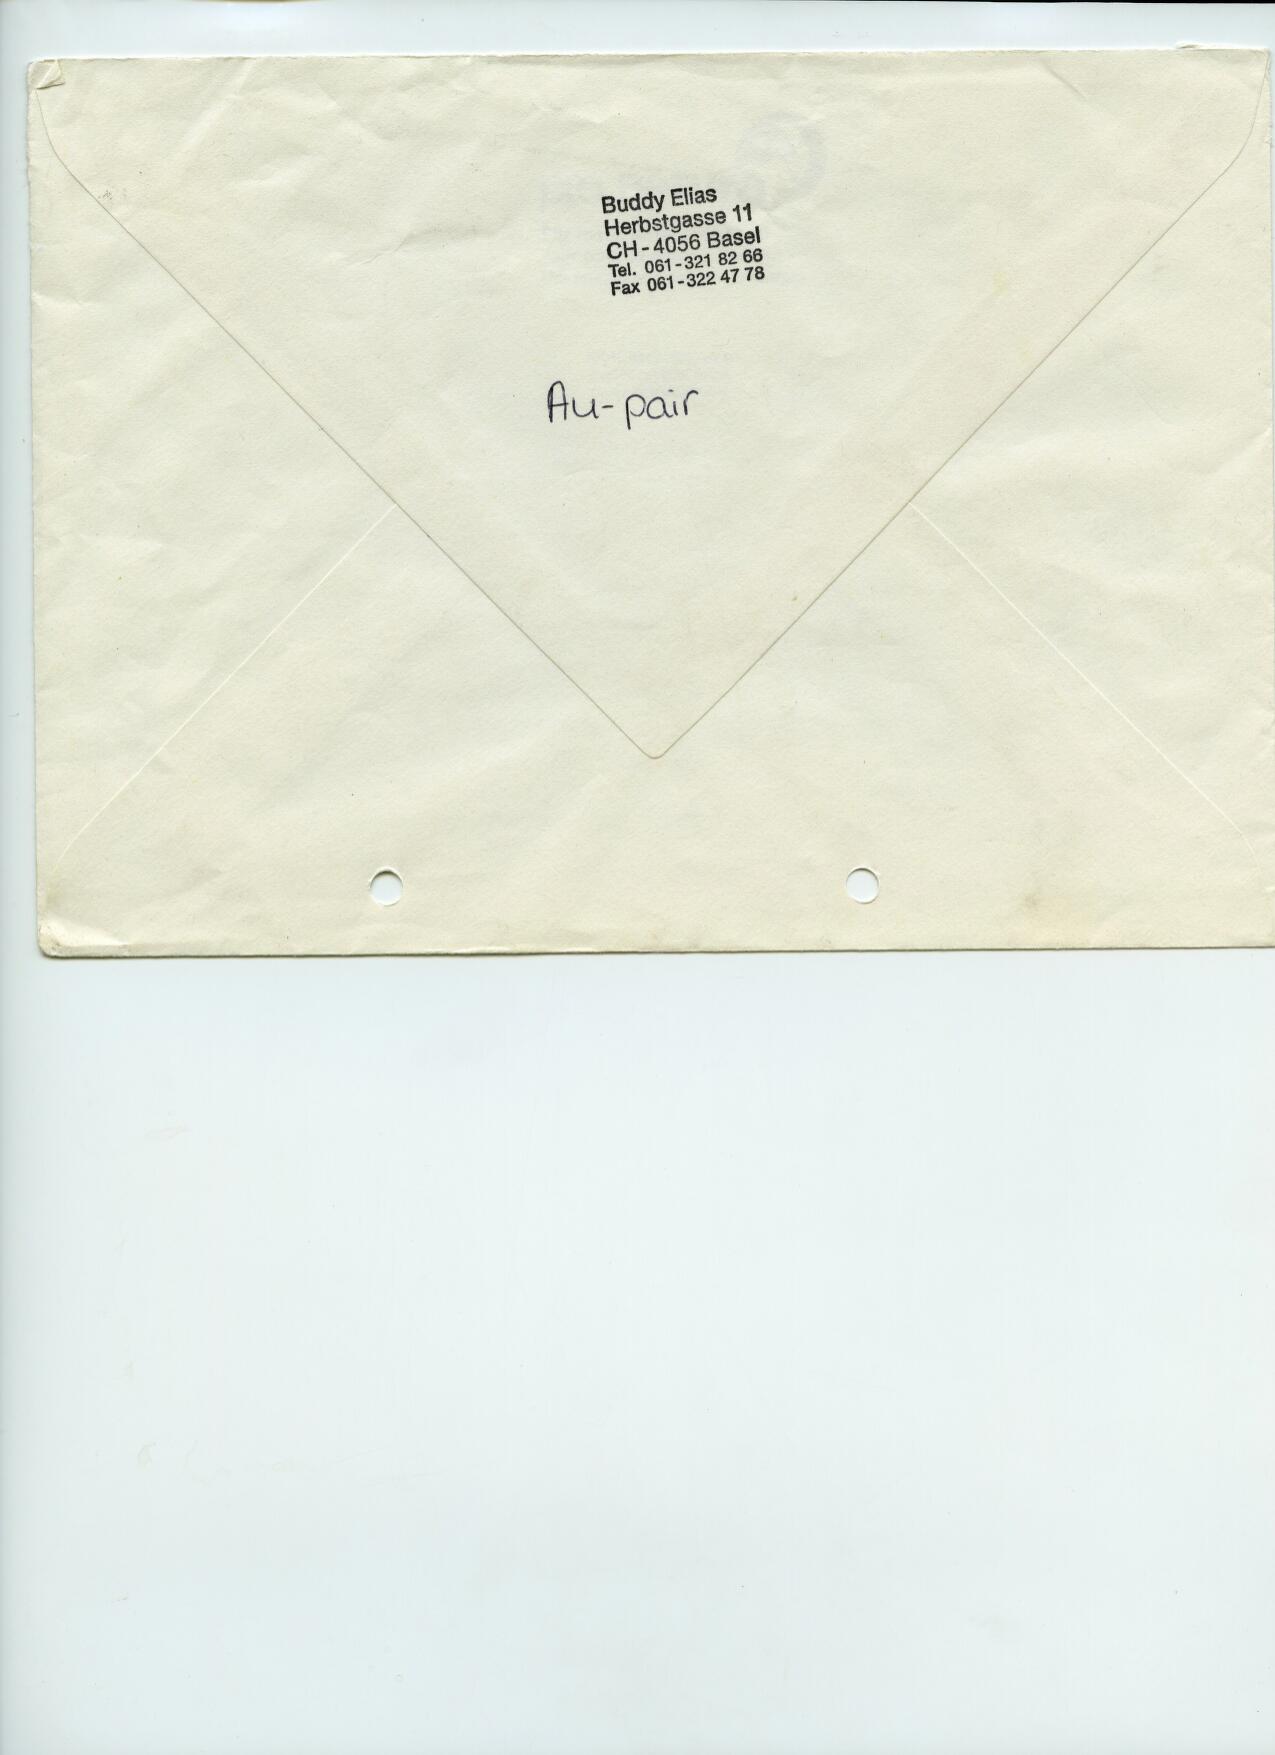 Buddy Elias
Herbstgasse 11
CH-4056 Basel
Tel. 061-321 82 66
Fax 061-322 47 78
Au-pair